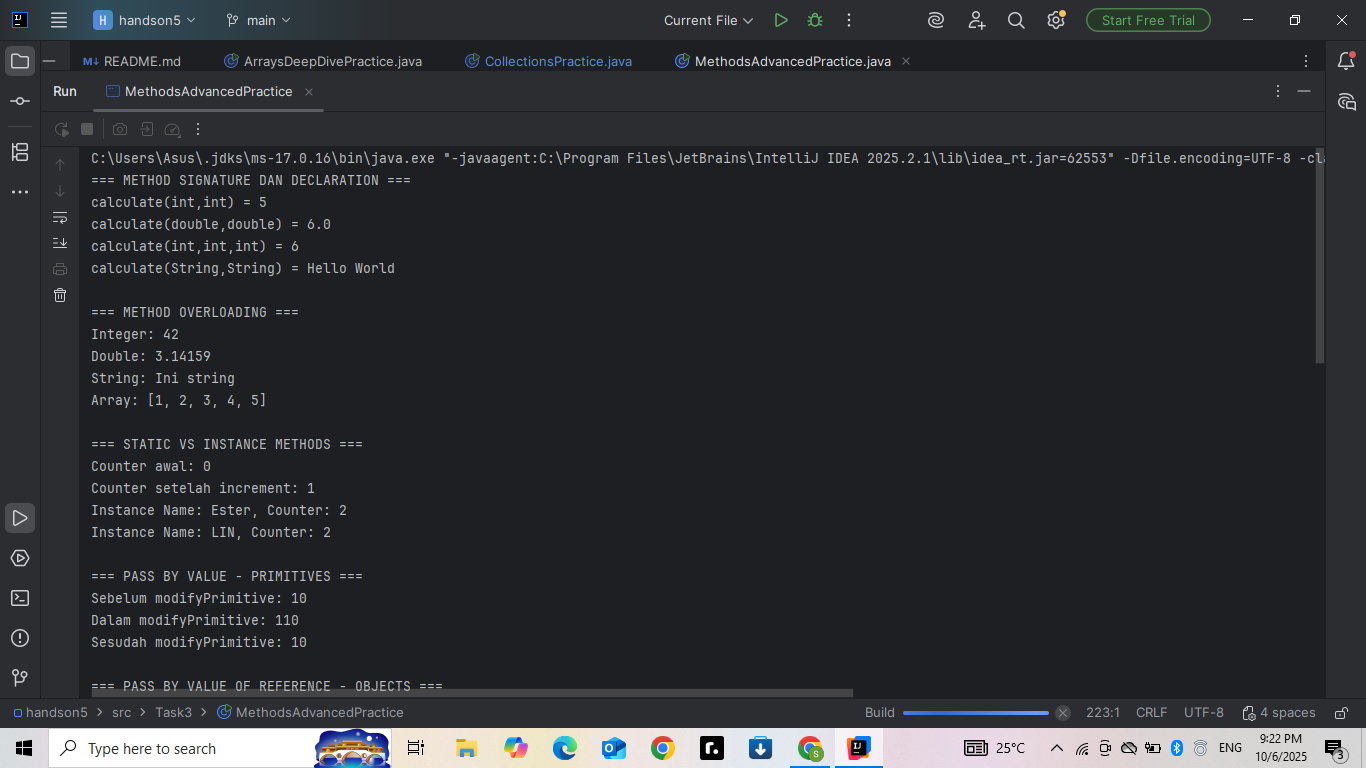 H handson5 main Current File Start Free Trial
README.md ArraysDeepDivePractice.java CollectionsPractice.java MethodsAdvancedPractice.java
Run MethodsAdvancedPractice
C:\Users\Asus\.jdks\ms-17.0.16\bin\java.exe "-javaagent:C:\Program Files\JetBrains\IntelliJ IDEA 2025.2.1\lib\idea_rt.jar=62553" -Dfile.encoding=UTF-8 -cla
=== METHOD SIGNATURE DAN DECLARATION ===
calculate(int,int) = 5
calculate(double,double) = 6.0
calculate(int,int,int) = 6
calculate(String,String) = Hello World
=== METHOD OVERLOADING ===
Integer: 42
Double: 3.14159
String: Ini string
Array: [1, 2, 3, 4, 5]
=== STATIC VS INSTANCE METHODS ===
Counter awal: 0
Counter setelah increment: 1
Instance Name: Ester, Counter: 2
Instance Name: LIN, Counter: 2
=== PASS BY VALUE - PRIMITIVES ===
Sebelum modifyPrimitive: 10
Dalam modifyPrimitive: 110
Sesudah modifyPrimitive: 10
=== PASS BY VALUE OF REFERENCE - OBJECTS ===
handson5 > src > Task3 > MethodsAdvancedPractice Build 223:1 CRLF UTF-8 4 spaces
Type here to search 25°C ENG 9:22 PM
10/6/2025 3